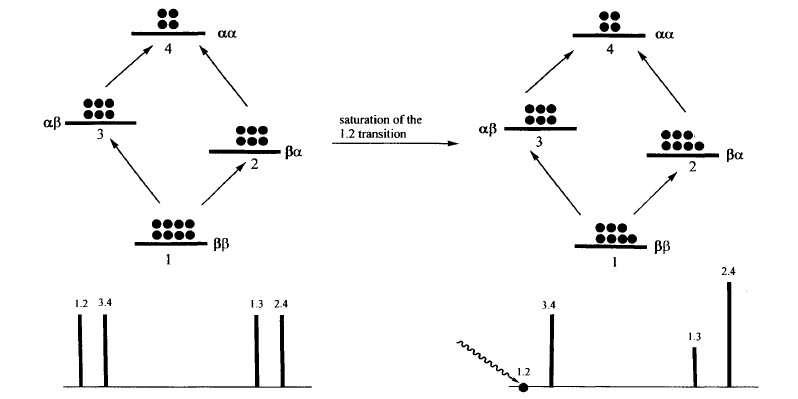 αα
4
αβ
3
βα
2
ββ
1
1.2 3.4 1.3 2.4
saturation of the
1.2 transition
αα
4
αβ
3
βα
2
ββ
1
1.2 3.4 1.3 2.4